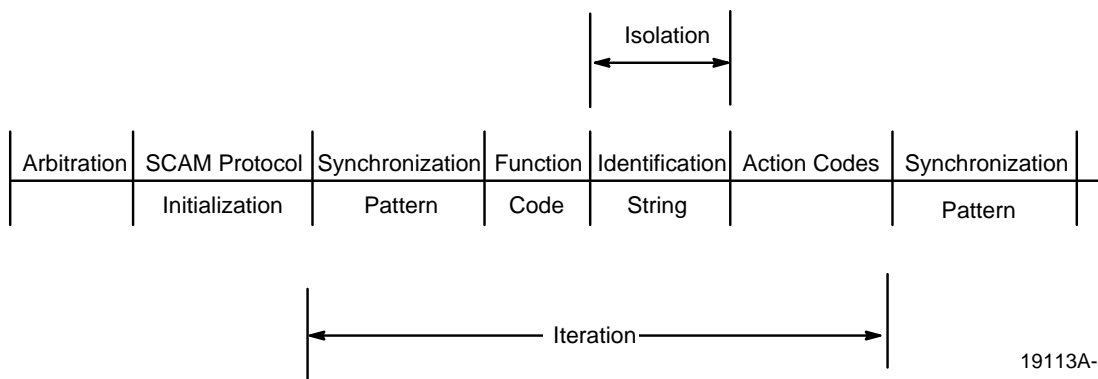 Isolation
Arbitration SCAM Protocol Synchronization Function Identification Action Codes Synchronization
Initialization Pattern Code String Pattern
Iteration
19113A-